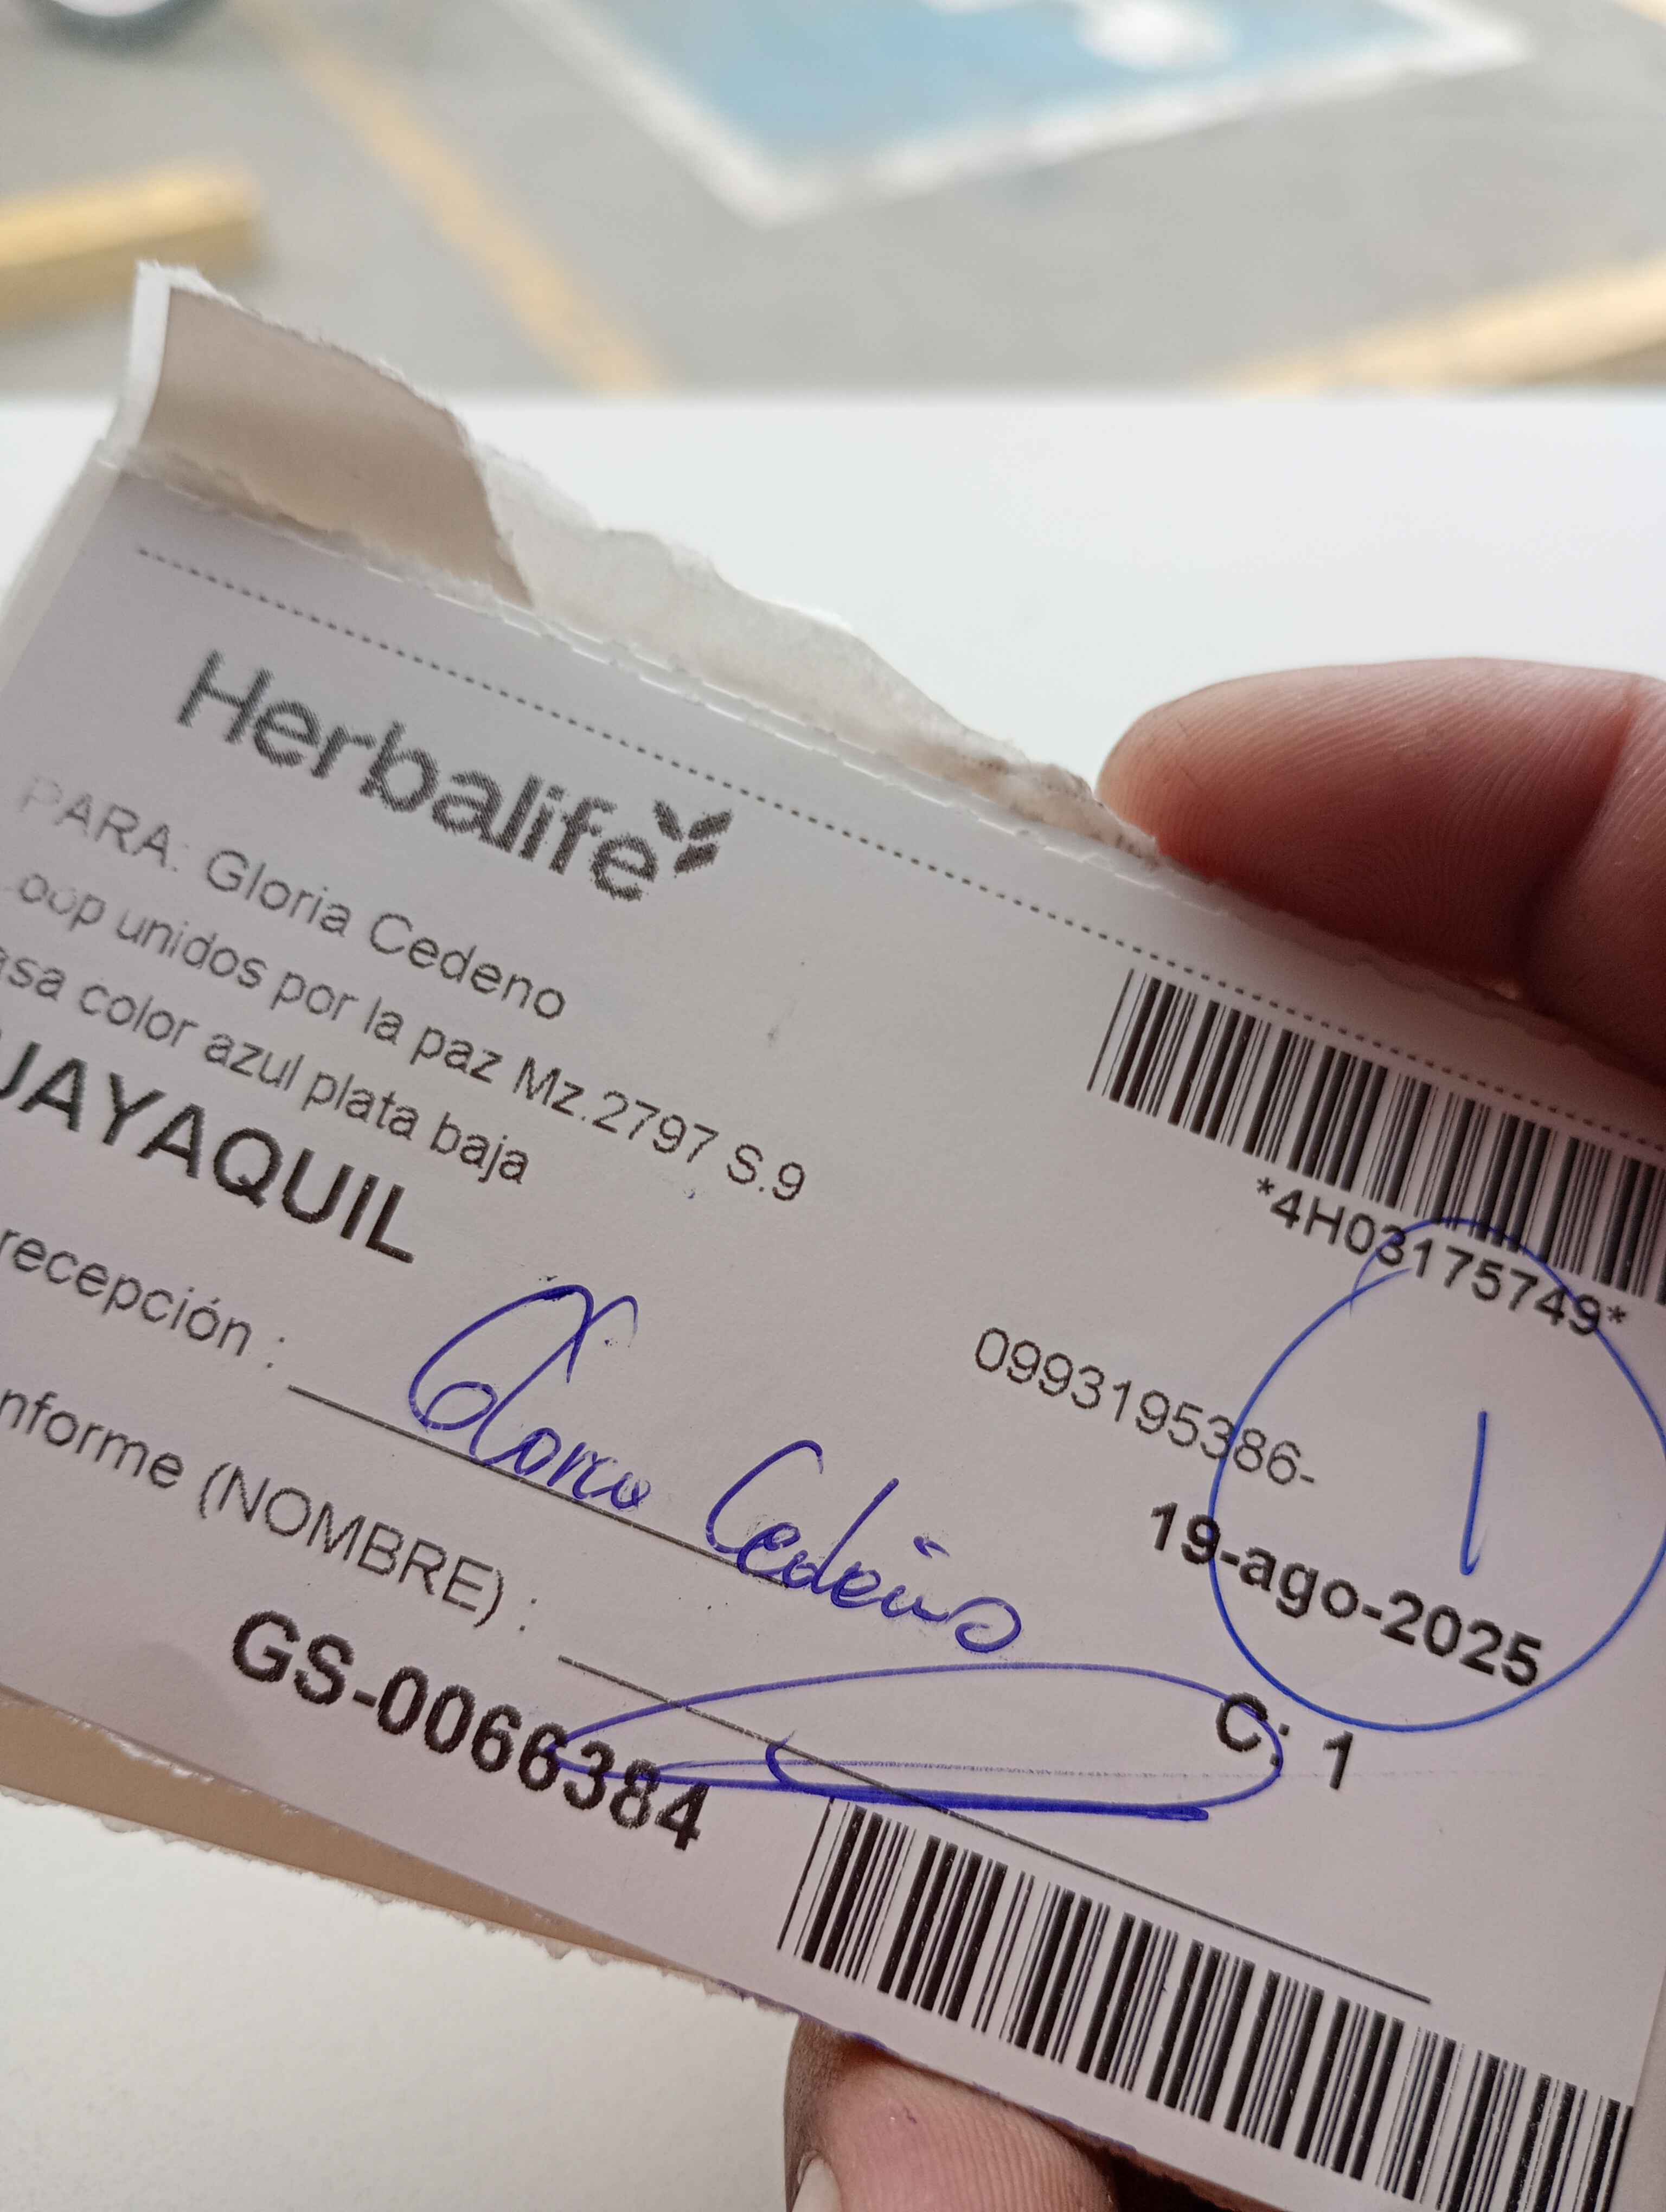 Herbalife
PARA: Gloria Cedeno
oop unidos por la paz Mz.2797 S.9
asa color azul plata baja
UAYAQUIL
*4H03175749*
recepción : Gloria Cedeño
0993195386-
1
19-ago-2025
nforme (NOMBRE) :
C: 1
GS-0066384